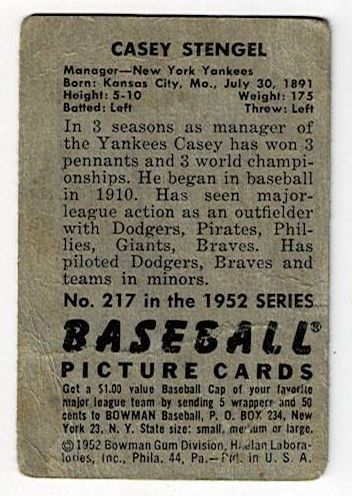 CASEY STENGEL
Manager—New York Yankees
Born: Kansas City, Mo., July 30, 1891
Height: 5-10 Weight: 175
Batted: Left Threw: Left
In 3 seasons as manager of
the Yankees Casey has won 3
pennants and 3 world champi-
onships. He began in baseball
in 1910. Has seen major-
league action as an outfielder
with Dodgers, Pirates, Phil-
lies, Giants, Braves. Has
piloted Dodgers, Braves and
teams in minors.
No. 217 in the 1952 SERIES
BASEBALL®
PICTURE CARDS
Get a $1.00 value Baseball Cap of your favorite
major league team by sending 5 wrappers and 50
cents to BOWMAN Baseball, P. O. BOX 234, New
York 23, N. Y. State size: small, medium or large.
©1952 Bowman Gum Division, Haelan Labora-
tories, Inc., Phila. 44, Pa.—Prtd. in U. S. A.